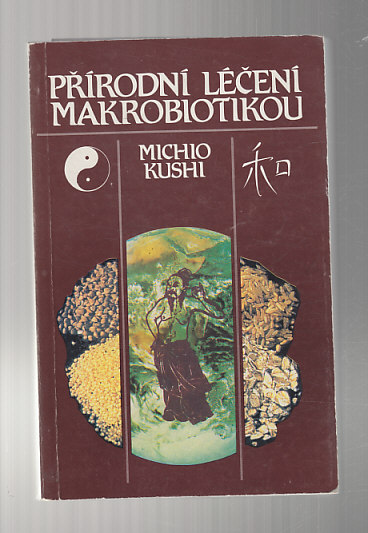 PŘÍRODNÍ LÉČENÍ
MAKROBIOTIKOU
MICHIO
KUSHI
和